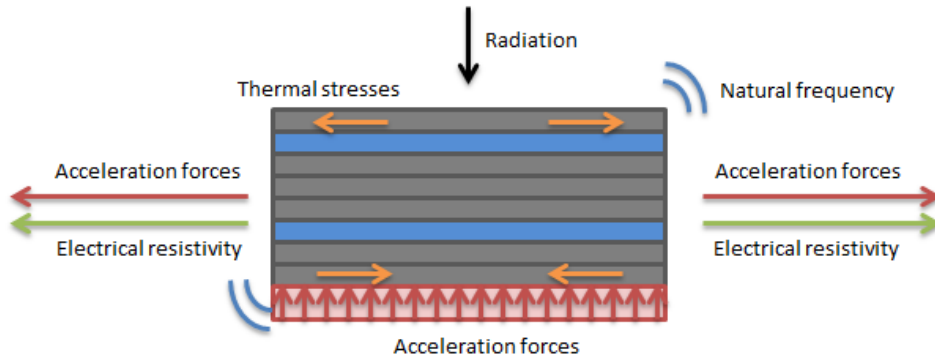 Radiation
Thermal stresses
Natural frequency
Acceleration forces
Acceleration forces
Electrical resistivity
Electrical resistivity
Acceleration forces